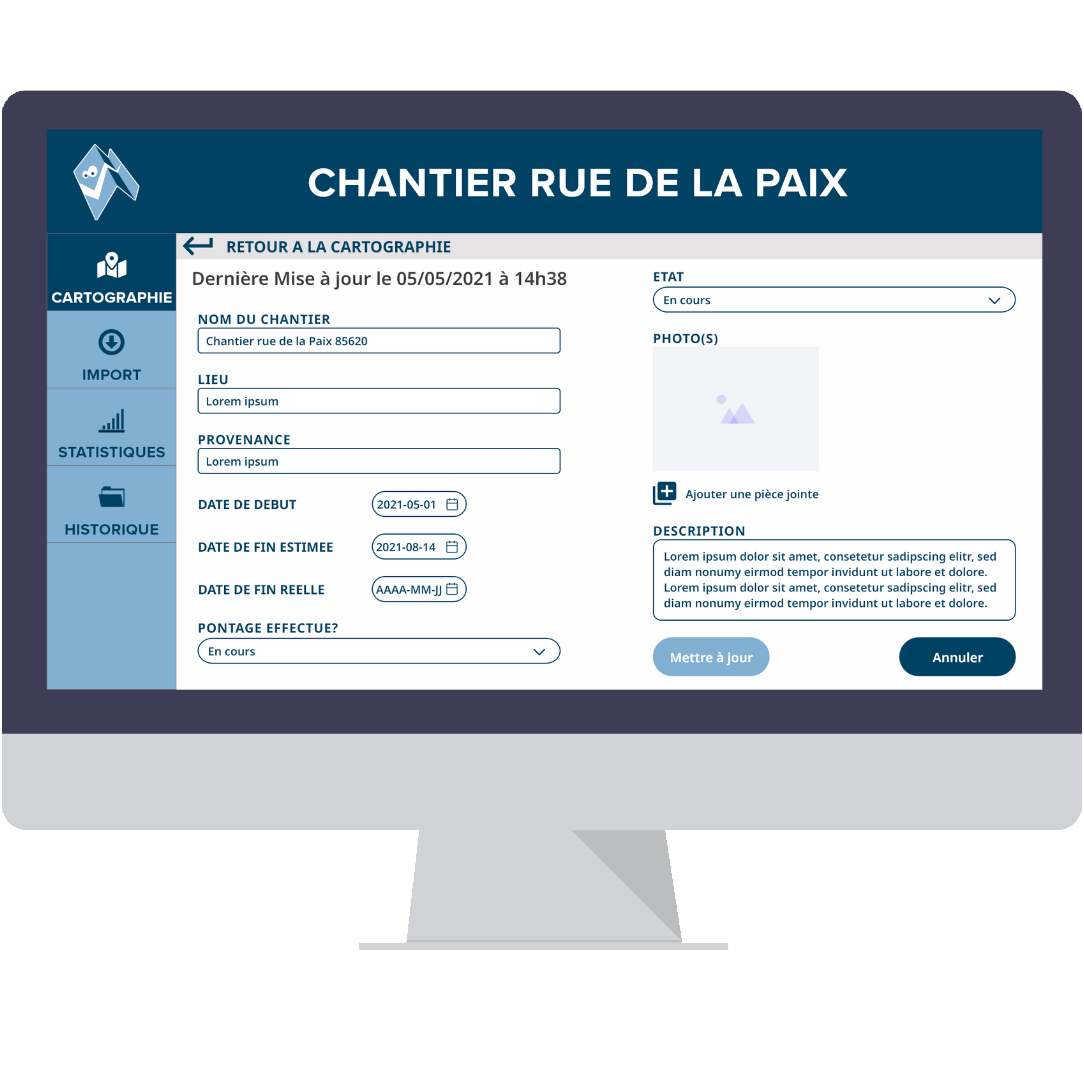 CHANTIER RUE DE LA PAIX
CARTOGRAPHIE
IMPORT
STATISTIQUES
HISTORIQUE
RETOUR A LA CARTOGRAPHIE
Dernière Mise à jour le 05/05/2021 à 14h38
NOM DU CHANTIER
Chantier rue de la Paix 85620
LIEU
Lorem ipsum
PROVENANCE
Lorem ipsum
DATE DE DEBUT
2021-05-01
DATE DE FIN ESTIMEE
2021-08-14
DATE DE FIN REELLE
AAAA-MM-JJ
PONTAGE EFFECTUE?
En cours
ETAT
En cours
PHOTO(S)
Ajouter une pièce jointe
DESCRIPTION
Lorem ipsum dolor sit amet, consetetur sadipscing elitr, sed
diam nonumy eirmod tempor invidunt ut labore et dolore.
Lorem ipsum dolor sit amet, consetetur sadipscing elitr, sed
diam nonumy eirmod tempor invidunt ut labore et dolore.
Mettre à jour
Annuler